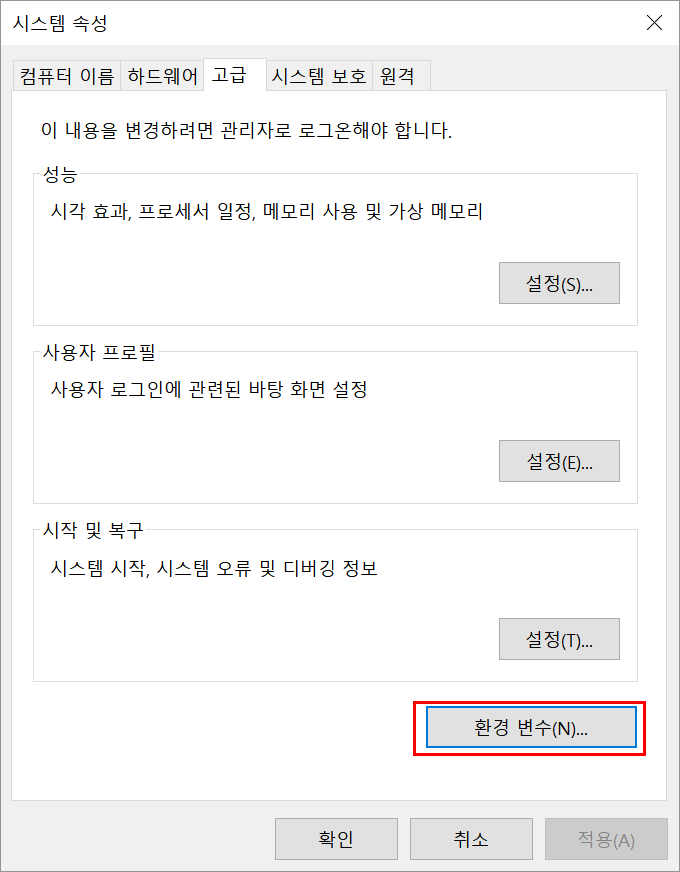 시스템 속성
컴퓨터 이름 하드웨어 고급 시스템 보호 원격
이 내용을 변경하려면 관리자로 로그온해야 합니다.
성능
시각 효과, 프로세서 일정, 메모리 사용 및 가상 메모리
설정(S)...
사용자 프로필
사용자 로그인에 관련된 바탕 화면 설정
설정(E)...
시작 및 복구
시스템 시작, 시스템 오류 및 디버깅 정보
설정(T)...
환경 변수(N)...
확인 취소 적용(A)